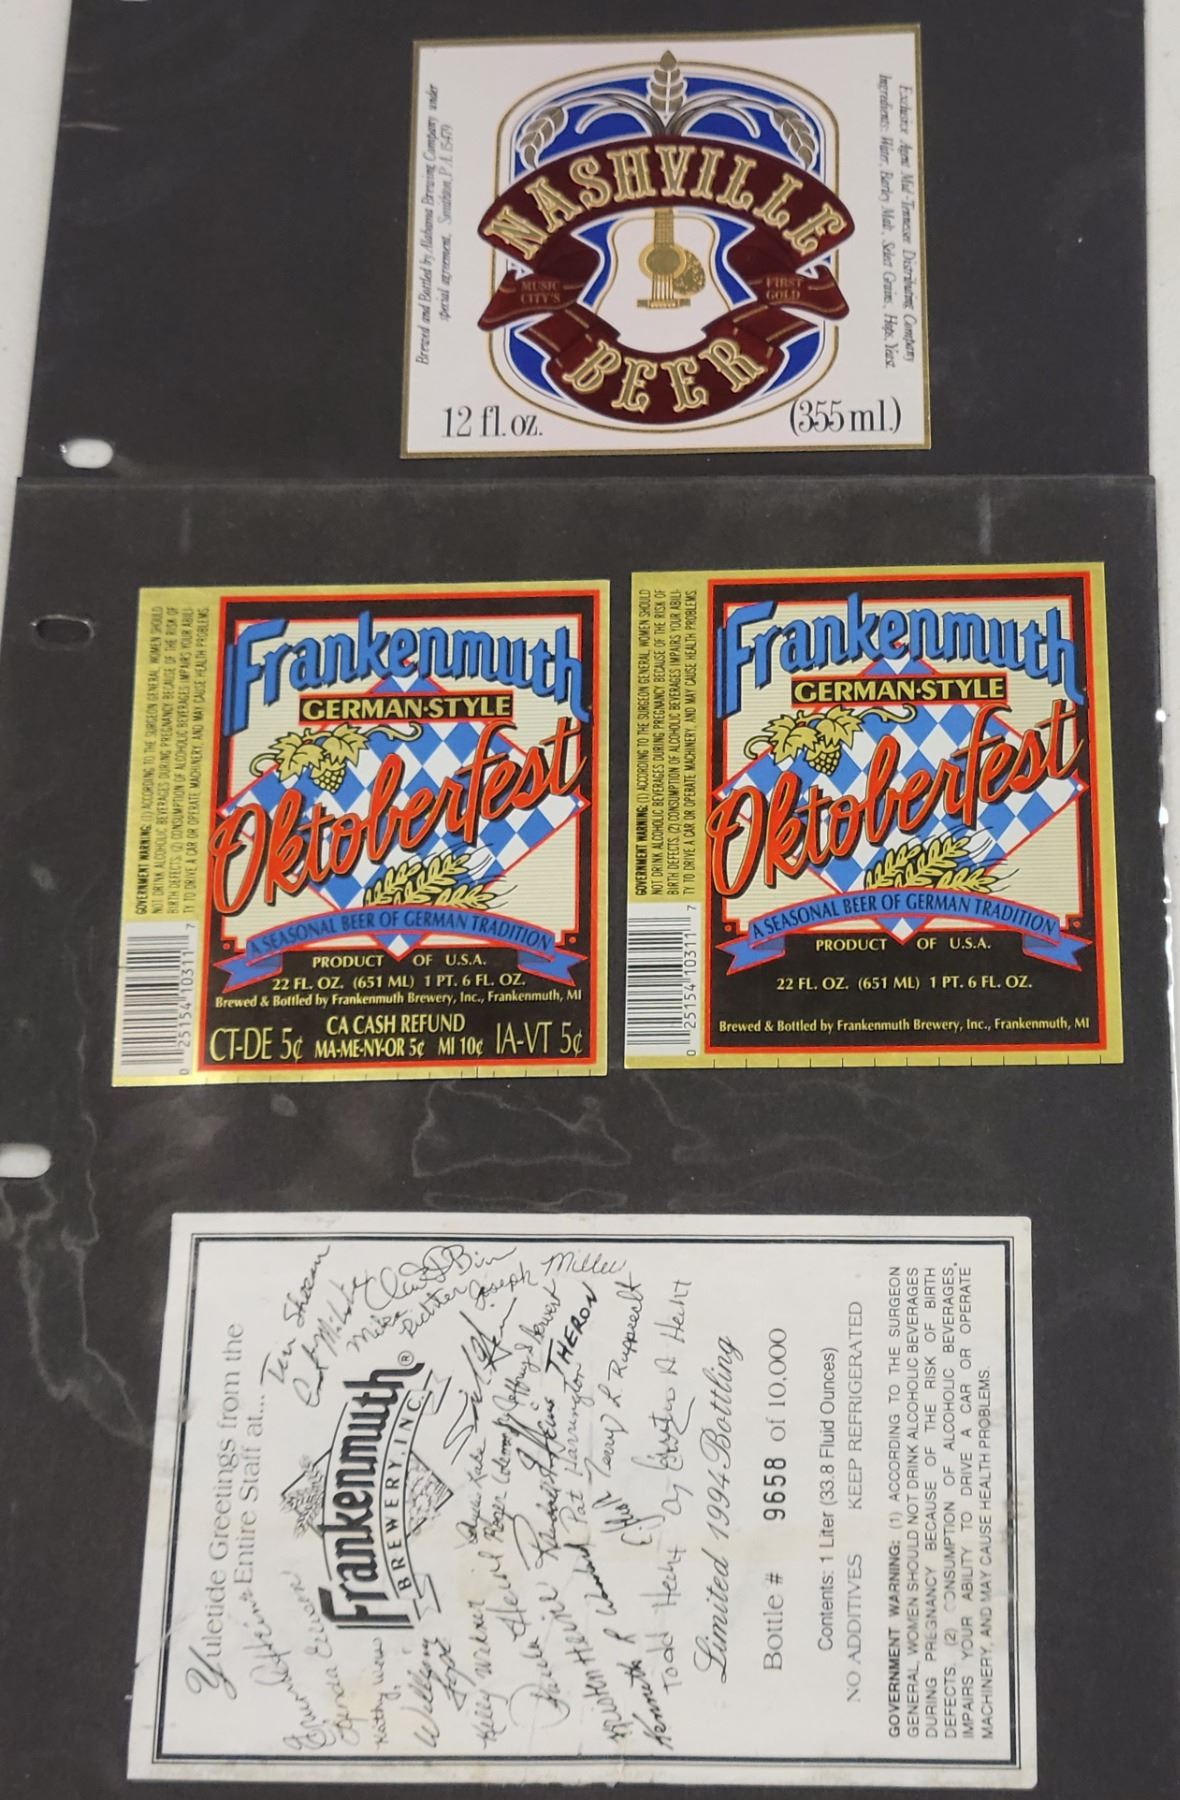 Brewed and Bottled by Alabama Brewing Company under
special agreement, Smithton, PA. 15479
NASHVILLE
MUSIC
CITY'S
FIRST
GOLD
BEER
12 fl. oz.
(355 ml.)
Exclusive Agent Mid-Tennessee Distributing Company
Ingredients: Water, Barley Malt, Select Grains, Hops, Yeast.
GOVERNMENT WARNING: (1) ACCORDING TO THE SURGEON GENERAL, WOMEN SHOULD
NOT DRINK ALCOHOLIC BEVERAGES DURING PREGNANCY BECAUSE OF THE RISK OF
BIRTH DEFECTS. (2) CONSUMPTION OF ALCOHOLIC BEVERAGES IMPAIRS YOUR ABILI-
TY TO DRIVE A CAR OR OPERATE MACHINERY, AND MAY CAUSE HEALTH PROBLEMS.
0 25154 10311 7
Frankenmuth
GERMAN-STYLE
Oktoberfest
A SEASONAL BEER OF GERMAN TRADITION
PRODUCT OF U.S.A.
22 FL. OZ. (651 ML) 1 PT. 6 FL. OZ.
Brewed & Bottled by Frankenmuth Brewery, Inc., Frankenmuth, MI
CT-DE 5¢
CA CASH REFUND
MA-ME-NY-OR 5¢ MI 10¢
IA-VT 5¢
GOVERNMENT WARNING: (1) ACCORDING TO THE SURGEON GENERAL, WOMEN SHOULD
NOT DRINK ALCOHOLIC BEVERAGES DURING PREGNANCY BECAUSE OF THE RISK OF
BIRTH DEFECTS. (2) CONSUMPTION OF ALCOHOLIC BEVERAGES IMPAIRS YOUR ABILI-
TY TO DRIVE A CAR OR OPERATE MACHINERY, AND MAY CAUSE HEALTH PROBLEMS.
0 25154 10311 7
Frankenmuth
GERMAN-STYLE
Oktoberfest
A SEASONAL BEER OF GERMAN TRADITION
PRODUCT OF U.S.A.
22 FL. OZ. (651 ML) 1 PT. 6 FL. OZ.
Brewed & Bottled by Frankenmuth Brewery, Inc., Frankenmuth, MI
Yuletide Greetings from the
Entire Staff at...
Frankenmuth®
BREWERY, INC.
Joseph Miller
THERON
Pat Harrington
Terry L. Rupprecht
Todd Hecht
Limited 1994 Bottling
Bottle # 9658 of 10,000
Contents: 1 Liter (33.8 Fluid Ounces)
NO ADDITIVES KEEP REFRIGERATED
GOVERNMENT WARNING: (1) ACCORDING TO THE SURGEON
GENERAL, WOMEN SHOULD NOT DRINK ALCOHOLIC BEVERAGES
DURING PREGNANCY BECAUSE OF THE RISK OF BIRTH
DEFECTS. (2) CONSUMPTION OF ALCOHOLIC BEVERAGES,
IMPAIRS YOUR ABILITY TO DRIVE A CAR OR OPERATE
MACHINERY, AND MAY CAUSE HEALTH PROBLEMS.